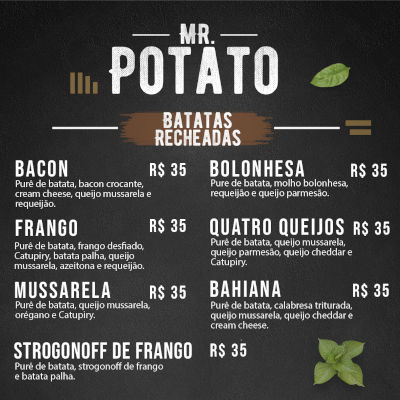 MR.
POTATO
BATATAS
RECHEADAS
BACON R$ 35
Purê de batata, bacon crocante,
cream cheese, queijo mussarela e
requeijão.
BOLONHESA R$ 35
Pure de batata, molho bolonhesa,
requeijão e queijo parmesão.
FRANGO R$ 35
Purê de batata, frango desfiado,
Catupiry, batata palha, queijo
mussarela, azeitona e requeijão.
QUATRO QUEIJOS R$ 35
Purê de batata, queijo mussarela,
queijo parmesão, queijo cheddar e
Catupiry.
MUSSARELA R$ 35
Purê de batata, queijo mussarela,
orégano e Catupiry.
BAHIANA R$ 35
Purê de batata, calabresa triturada,
queijo mussarela, queijo cheddar e
cream cheese.
STROGONOFF DE FRANGO R$ 35
Purê de batata, strogonoff de frango
e batata palha.